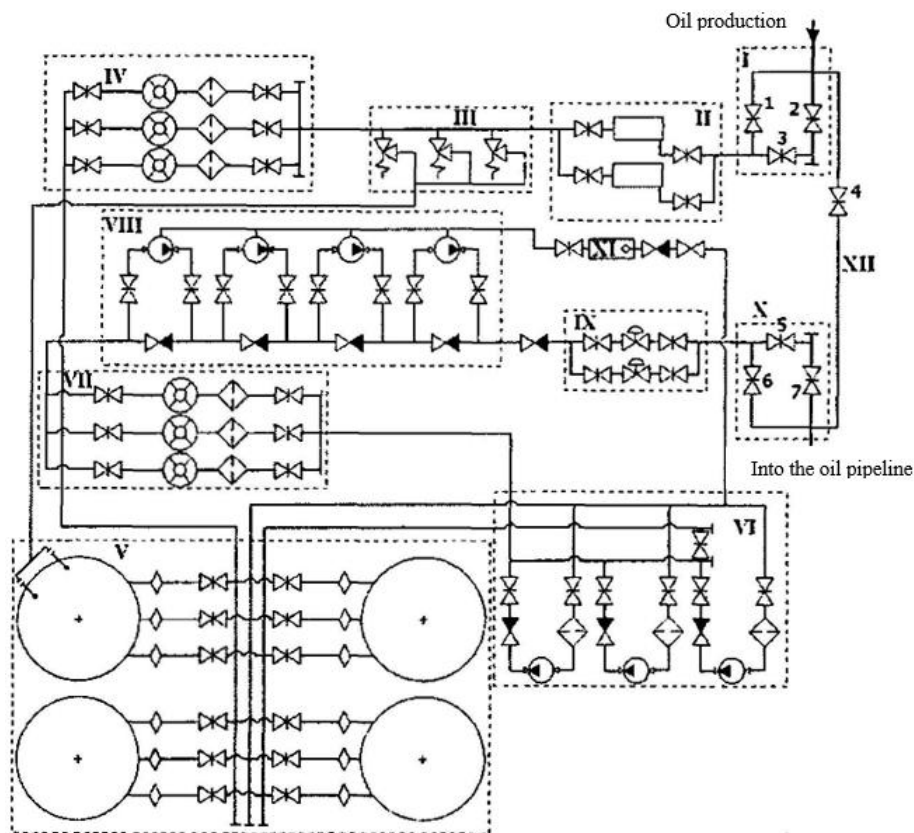 Oil production
I
IV
1
2
II
III
3
4
VIII
XI
XII
IX
X
5
6
7
VII
Into the oil pipeline
V
VI